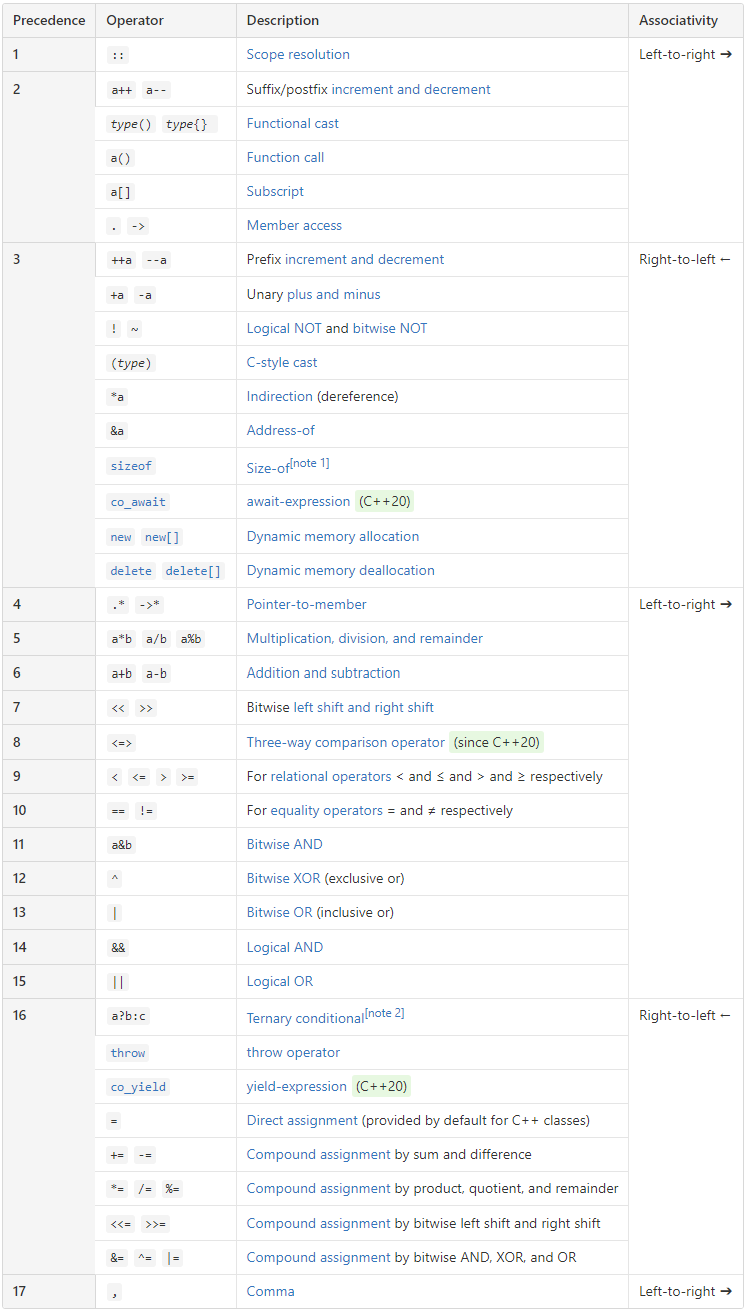 Precedence Operator Description Associativity
1 :: Scope resolution Left-to-right →
2 a++ a-- Suffix/postfix increment and decrement
type() type{} Functional cast
a() Function call
a[] Subscript
. -> Member access
3 ++a --a Prefix increment and decrement Right-to-left ←
+a -a Unary plus and minus
! ~ Logical NOT and bitwise NOT
(type) C-style cast
*a Indirection (dereference)
&a Address-of
sizeof Size-of[note 1]
co_await await-expression (C++20)
new new[] Dynamic memory allocation
delete delete[] Dynamic memory deallocation
4 .* ->* Pointer-to-member Left-to-right →
5 a*b a/b a%b Multiplication, division, and remainder
6 a+b a-b Addition and subtraction
7 << >> Bitwise left shift and right shift
8 <=> Three-way comparison operator (since C++20)
9 < <= > >= For relational operators < and ≤ and > and ≥ respectively
10 == != For equality operators = and ≠ respectively
11 a&b Bitwise AND
12 ^ Bitwise XOR (exclusive or)
13 | Bitwise OR (inclusive or)
14 && Logical AND
15 || Logical OR
16 a?b:c Ternary conditional[note 2] Right-to-left ←
throw throw operator
co_yield yield-expression (C++20)
= Direct assignment (provided by default for C++ classes)
+= -= Compound assignment by sum and difference
*= /= %= Compound assignment by product, quotient, and remainder
<<= >>= Compound assignment by bitwise left shift and right shift
&= ^= |= Compound assignment by bitwise AND, XOR, and OR
17 , Comma Left-to-right →